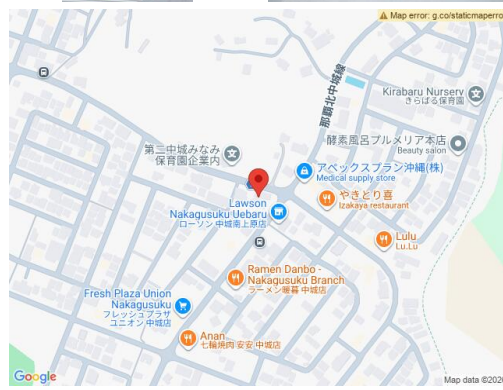 Map error: g.co/staticmaperro
那覇北中城線
Kirabaru Nursery
きらばる保育園
酵素風呂プルメリア本店
Beauty salon
第二中城みなみ
保育園企業内
アペックスプラン沖縄(株)
Medical supply store
やきとり喜
Izakaya restaurant
Lawson
Nakagusuku Uebaru
ローソン 中城南上原店
Lulu
Lu.Lu
Ramen Danbo -
Nakagusuku Branch
ラーメン暖暮 中城店
Fresh Plaza Union
Nakagusuku
フレッシュプラザ
ユニオン 中城店
Anan
七輪焼肉 安安 中城店
Google
Map data ©202